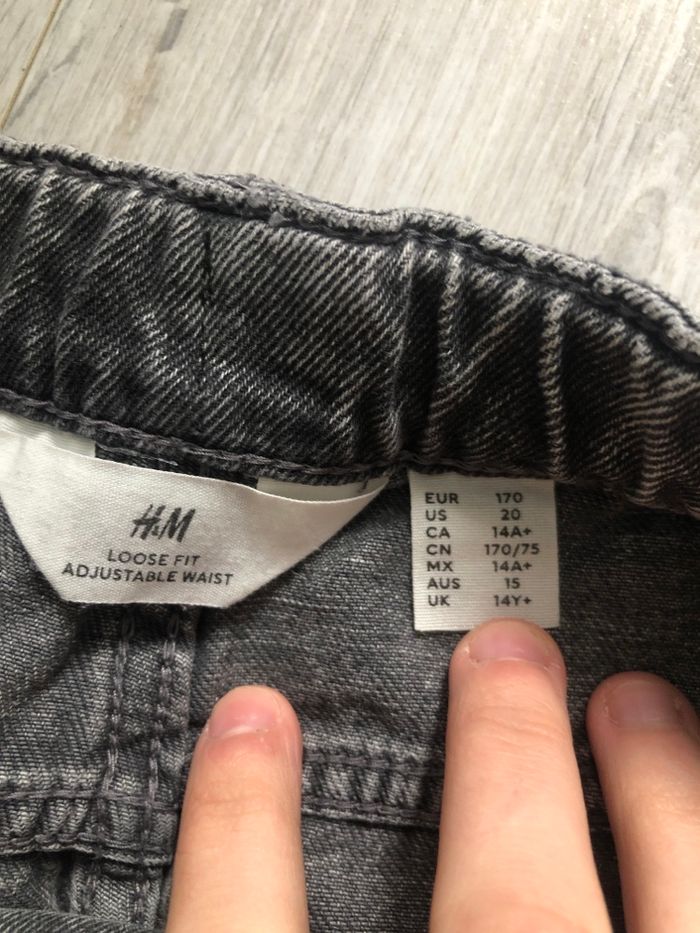 H&M
LOOSE FIT
ADJUSTABLE WAIST
EUR 170
US 20
CA 14A+
CN 170/75
MX 14A+
AUS 15
UK 14Y+